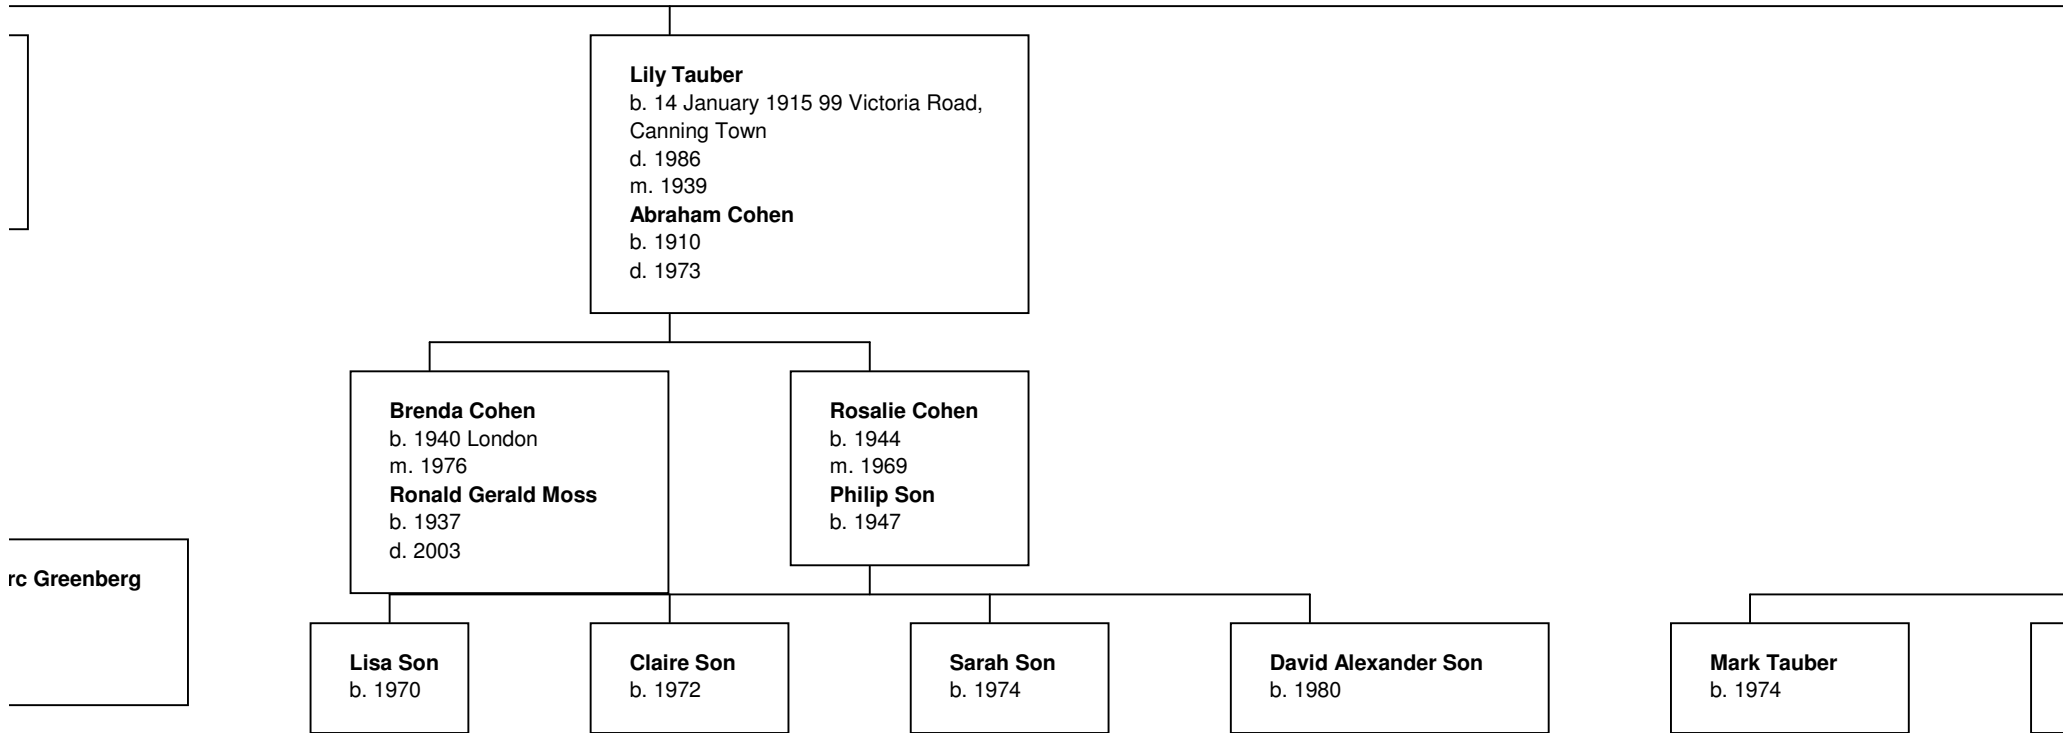 Lily Tauber
b. 14 January 1915 99 Victoria Road,
Canning Town
d. 1986
m. 1939
Abraham Cohen
b. 1910
d. 1973
Brenda Cohen
b. 1940 London
m. 1976
Ronald Gerald Moss
b. 1937
d. 2003
Rosalie Cohen
b. 1944
m. 1969
Philip Son
b. 1947
Greenberg
Lisa Son
b. 1970
Claire Son
b. 1972
Sarah Son
b. 1974
David Alexander Son
b. 1980
Mark Tauber
b. 1974